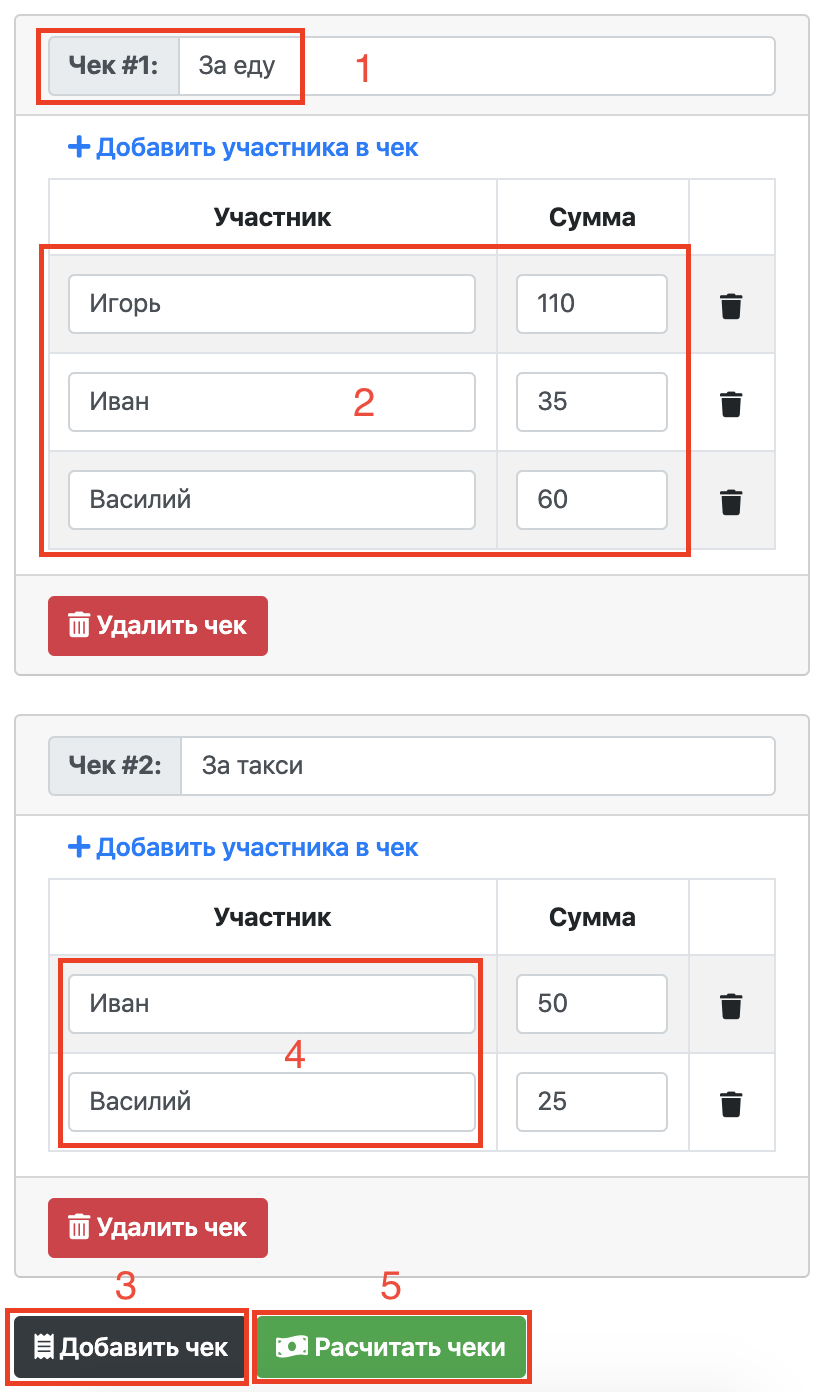 Чек #1: За еду 1
Добавить участника в чек
Участник Сумма
Игорь 110
Иван 2 35
Василий 60
Удалить чек
Чек #2: За такси
Добавить участника в чек
Участник Сумма
Иван 50
4
Василий 25
Удалить чек
3 5
Добавить чек Расчитать чеки